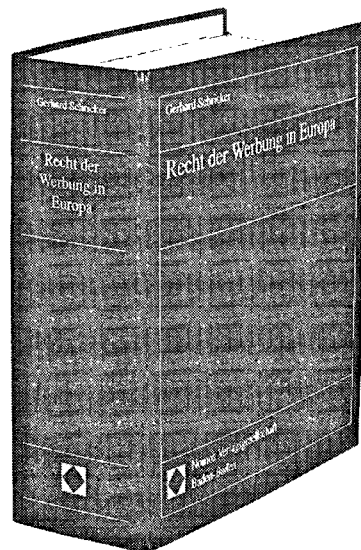 Gerhard Schricker
Recht der
Werbung in
Europa
Gerhard Schricker
Recht der Werbung in Europa
Nomos Verlagsgesellschaft
Baden-Baden